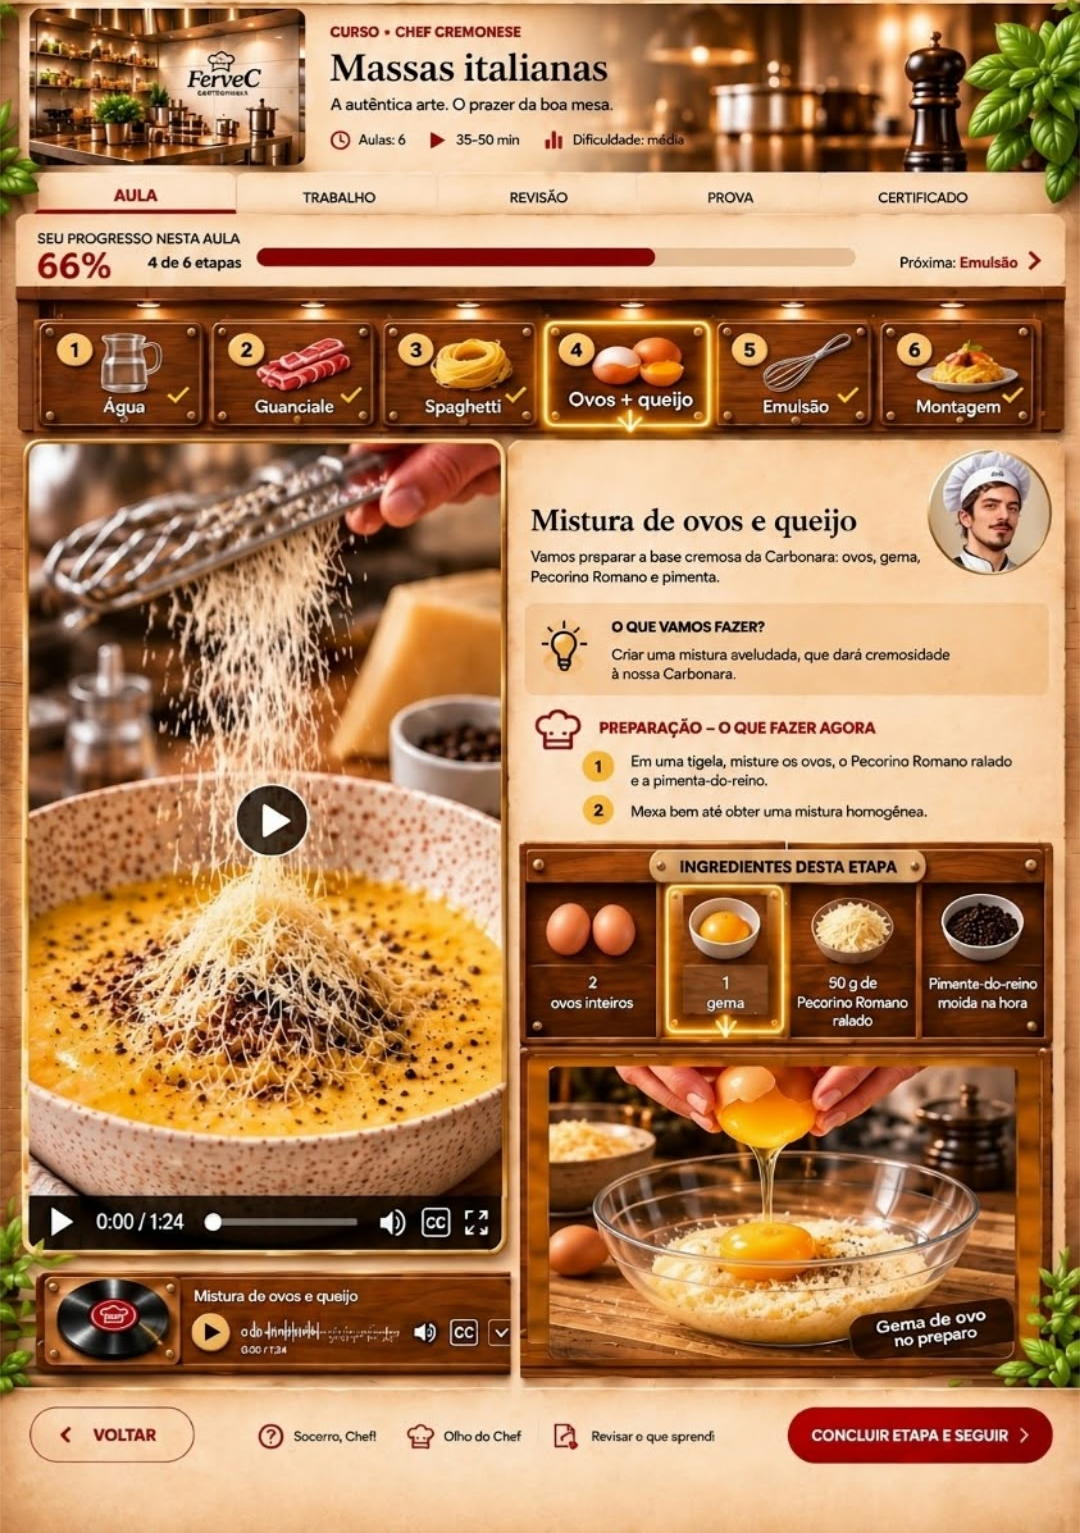 FerveC
GASTRONOMIA
CURSO • CHEF CREMONESE
Massas italianas
A autêntica arte. O prazer da boa mesa.
Aulas: 6
35-50 min
Dificuldade: média
AULA
TRABALHO
REVISÃO
PROVA
CERTIFICADO
SEU PROGRESSO NESTA AULA
66%
4 de 6 etapas
Próxima: Emulsão
1
Água
2
Guanciale
3
Spaghetti
4
Ovos + queijo
5
Emulsão
6
Montagem
Mistura de ovos e queijo
Vamos prsparar a base cremosa da Carbonara: ovos, gema,
Pecorino Romano e pimenta.
O QUE VAMOS FAZER?
Criar uma mistura aveludada, que dará cremosidade
à nossa Carbonara.
PREPARAÇÃO – O QUE FAZER AGORA
1
Em uma tigela, misture os ovos, o Pecorino Romano ralado
e a pimenta-do-reino.
2
Mexa bem até obter uma mistura homogênea.
INGREDIENTES DESTA ETAPA
2
ovos inteiros
1
gema
50 g de
Pecorino Romano
ralado
Pimente-do-reino
moida na hora
0:00 / 1:24
CC
Mistura de ovos e queijo
0:00 / 1:24
CC
Gema de ovo
no preparo
VOLTAR
Socerro, Chef!
Olho do Chef
Revisar o que sprendi
CONCLUIR ETAPA E SEGUIR